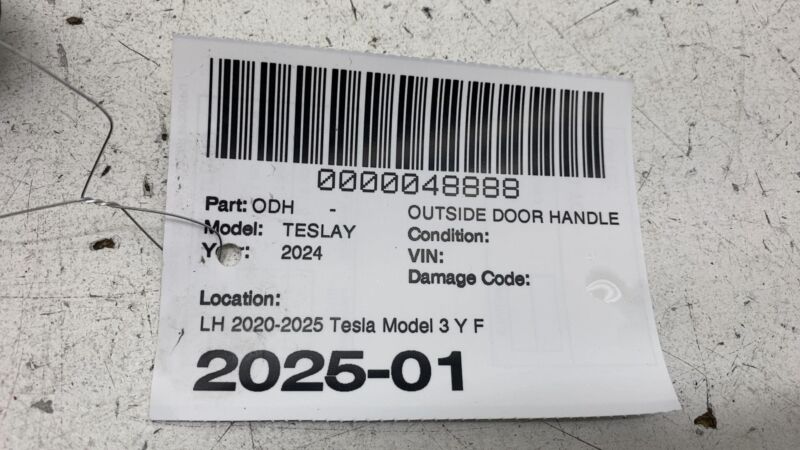 0000048888
Part: ODH - OUTSIDE DOOR HANDLE
Model: TESLAY Condition:
2024 VIN:
Damage Code:
Location:
LH 2020-2025 Tesla Model 3 Y F
2025-01